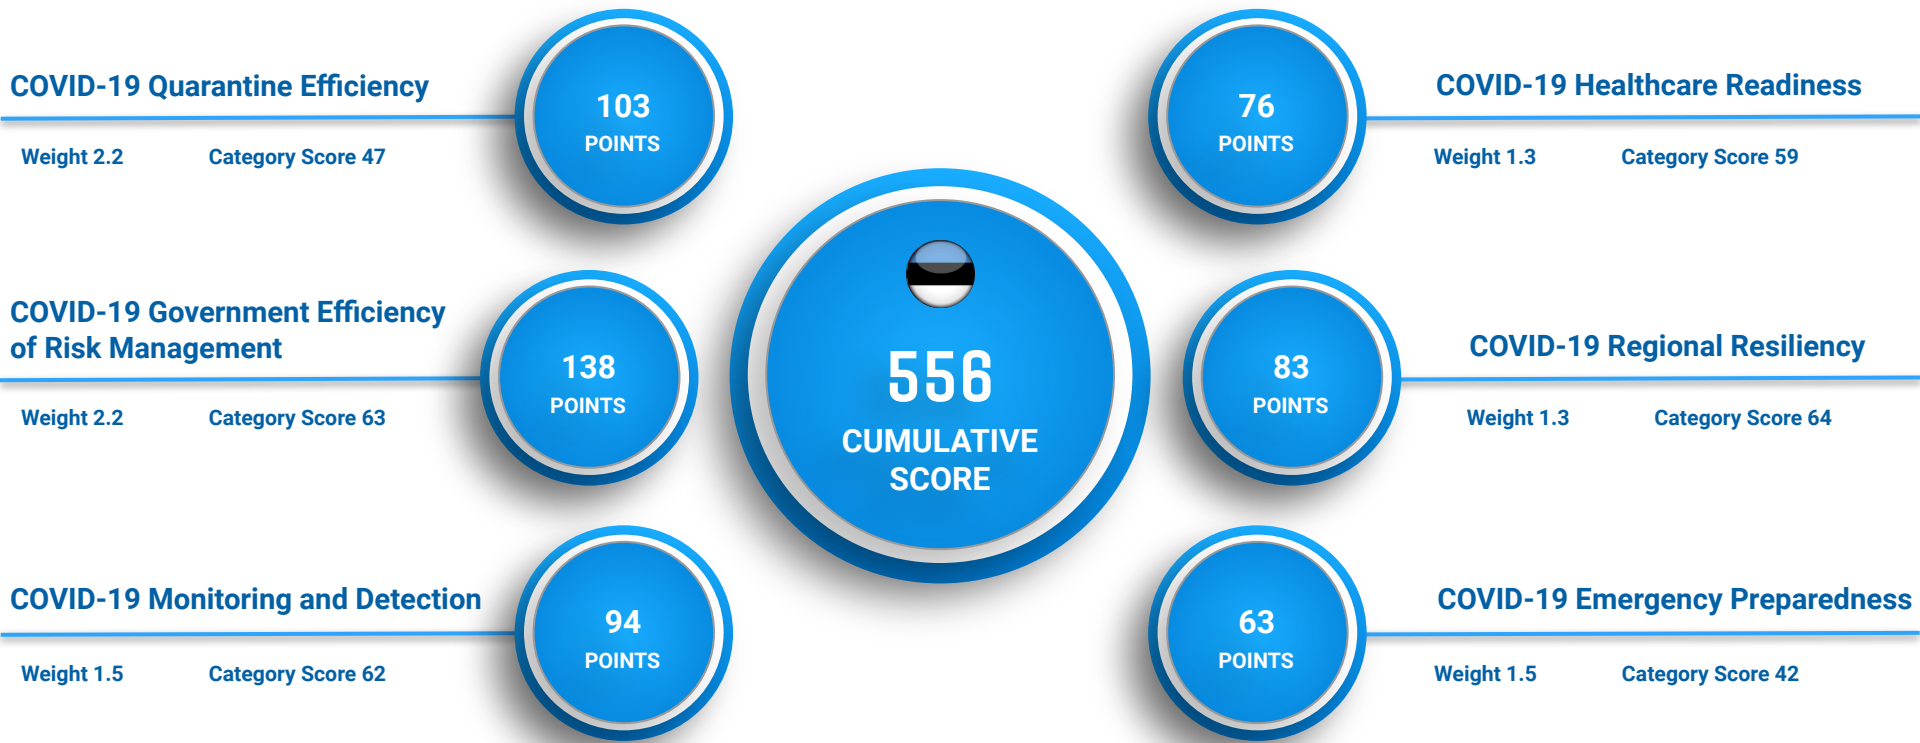 COVID-19 Quarantine Efficiency
Weight 2.2 Category Score 47
103
POINTS
COVID-19 Government Efficiency
of Risk Management
Weight 2.2 Category Score 63
138
POINTS
COVID-19 Monitoring and Detection
Weight 1.5 Category Score 62
94
POINTS
556
CUMULATIVE
SCORE
76
POINTS
COVID-19 Healthcare Readiness
Weight 1.3 Category Score 59
83
POINTS
COVID-19 Regional Resiliency
Weight 1.3 Category Score 64
63
POINTS
COVID-19 Emergency Preparedness
Weight 1.5 Category Score 42